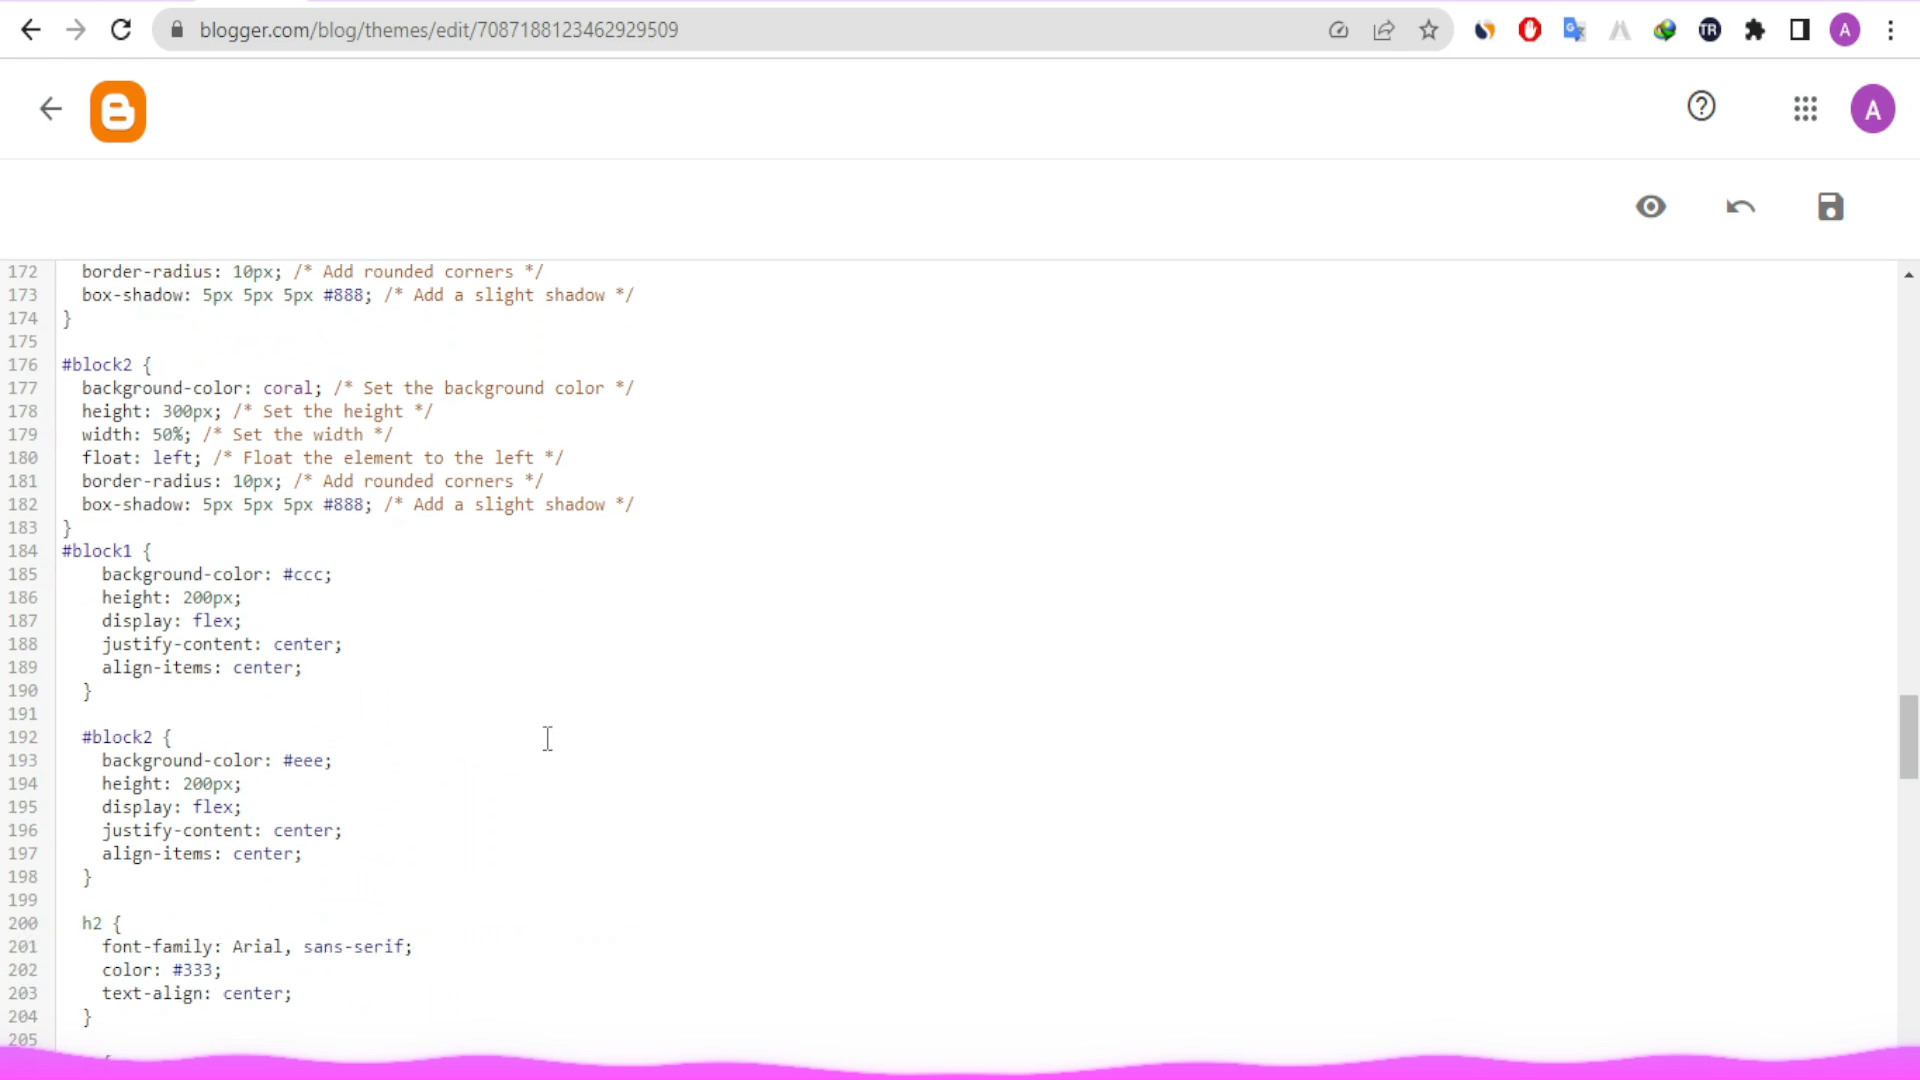 blogger.com/blog/themes/edit/7087188123462929509
TR
A
A
172 border-radius: 10px; /* Add rounded corners */
173 box-shadow: 5px 5px 5px #888; /* Add a slight shadow */
174 }
175
176 #block2 {
177 background-color: coral; /* Set the background color */
178 height: 300px; /* Set the height */
179 width: 50%; /* Set the width */
180 float: left; /* Float the element to the left */
181 border-radius: 10px; /* Add rounded corners */
182 box-shadow: 5px 5px 5px #888; /* Add a slight shadow */
183 }
184 #block1 {
185 background-color: #ccc;
186 height: 200px;
187 display: flex;
188 justify-content: center;
189 align-items: center;
190 }
191
192 #block2 {
193 background-color: #eee;
194 height: 200px;
195 display: flex;
196 justify-content: center;
197 align-items: center;
198 }
199
200 h2 {
201 font-family: Arial, sans-serif;
202 color: #333;
203 text-align: center;
204 }
205